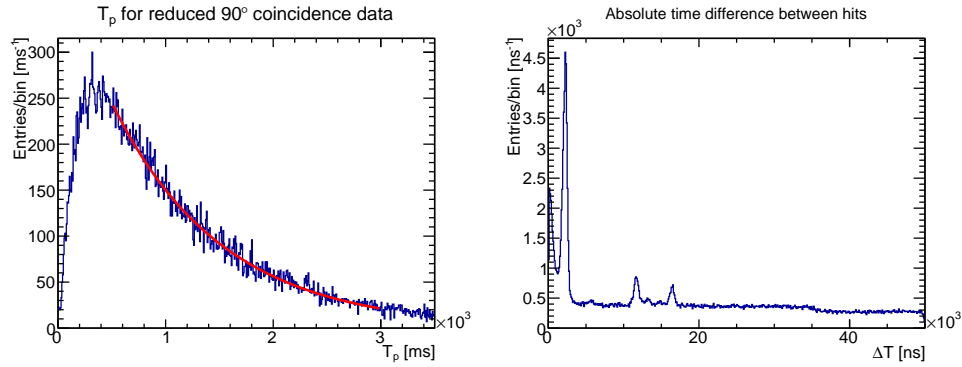 T_p for reduced 90° coincidence data
Entries/bin [ms⁻¹]
300
250
200
150
100
50
0
0 1 2 3
×10³
T_p [ms]
Absolute time difference between hits
×10³
Entries/bin [ns⁻¹]
4.5
4
3.5
3
2.5
2
1.5
1
0.5
0
0 20 40
×10³
ΔT [ns]